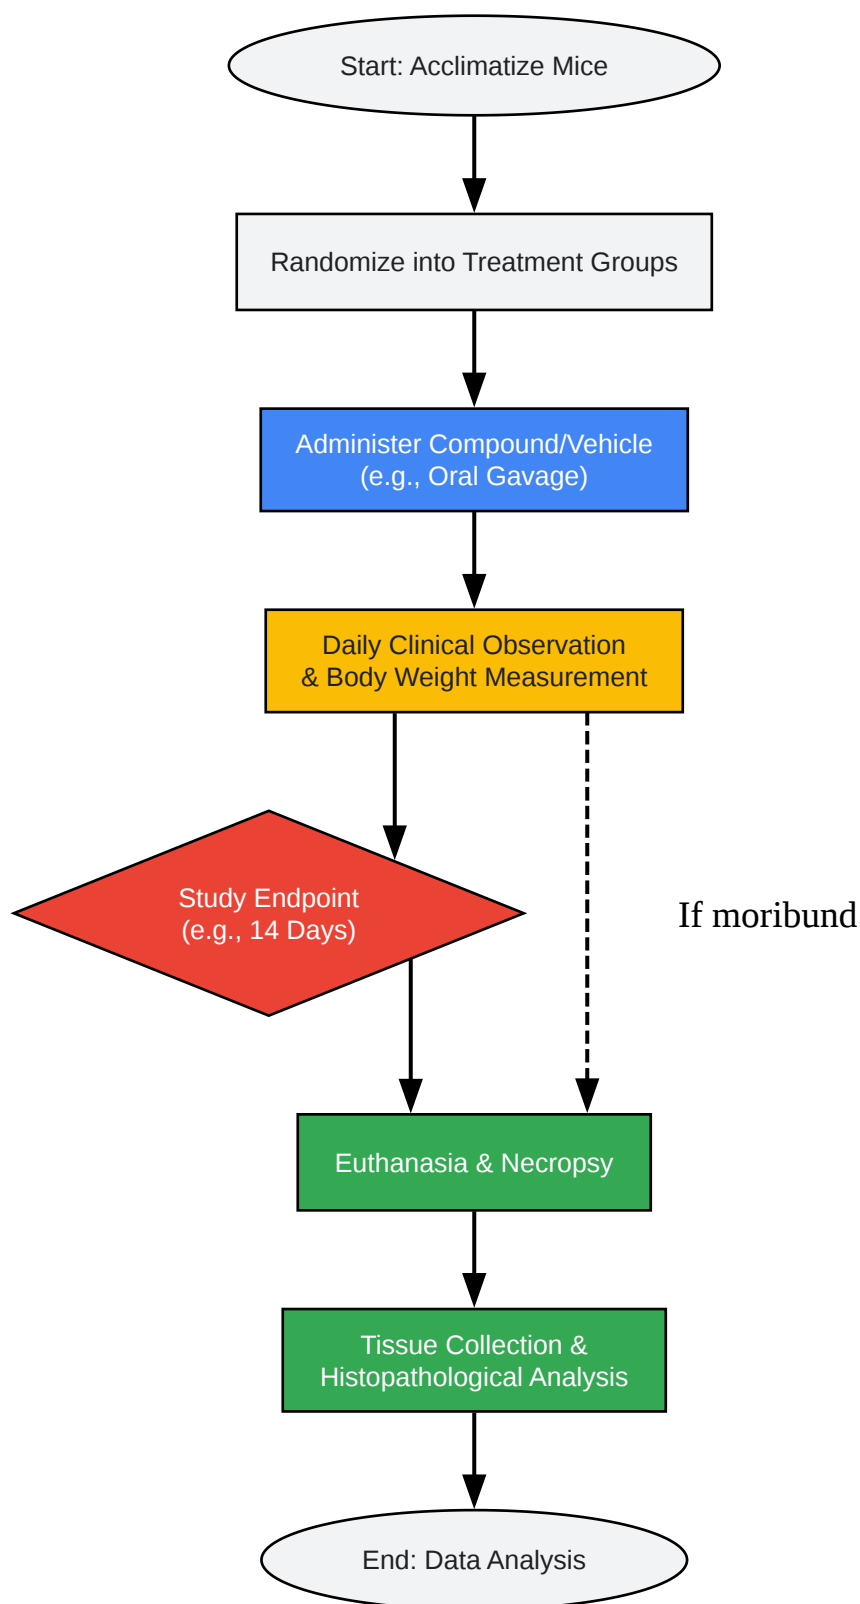 Start: Acclimatize Mice
Randomize into Treatment Groups
Administer Compound/Vehicle
(e.g., Oral Gavage)
Daily Clinical Observation
& Body Weight Measurement
Study Endpoint
(e.g., 14 Days)
If moribund
Euthanasia & Necropsy
Tissue Collection &
Histopathological Analysis
End: Data Analysis